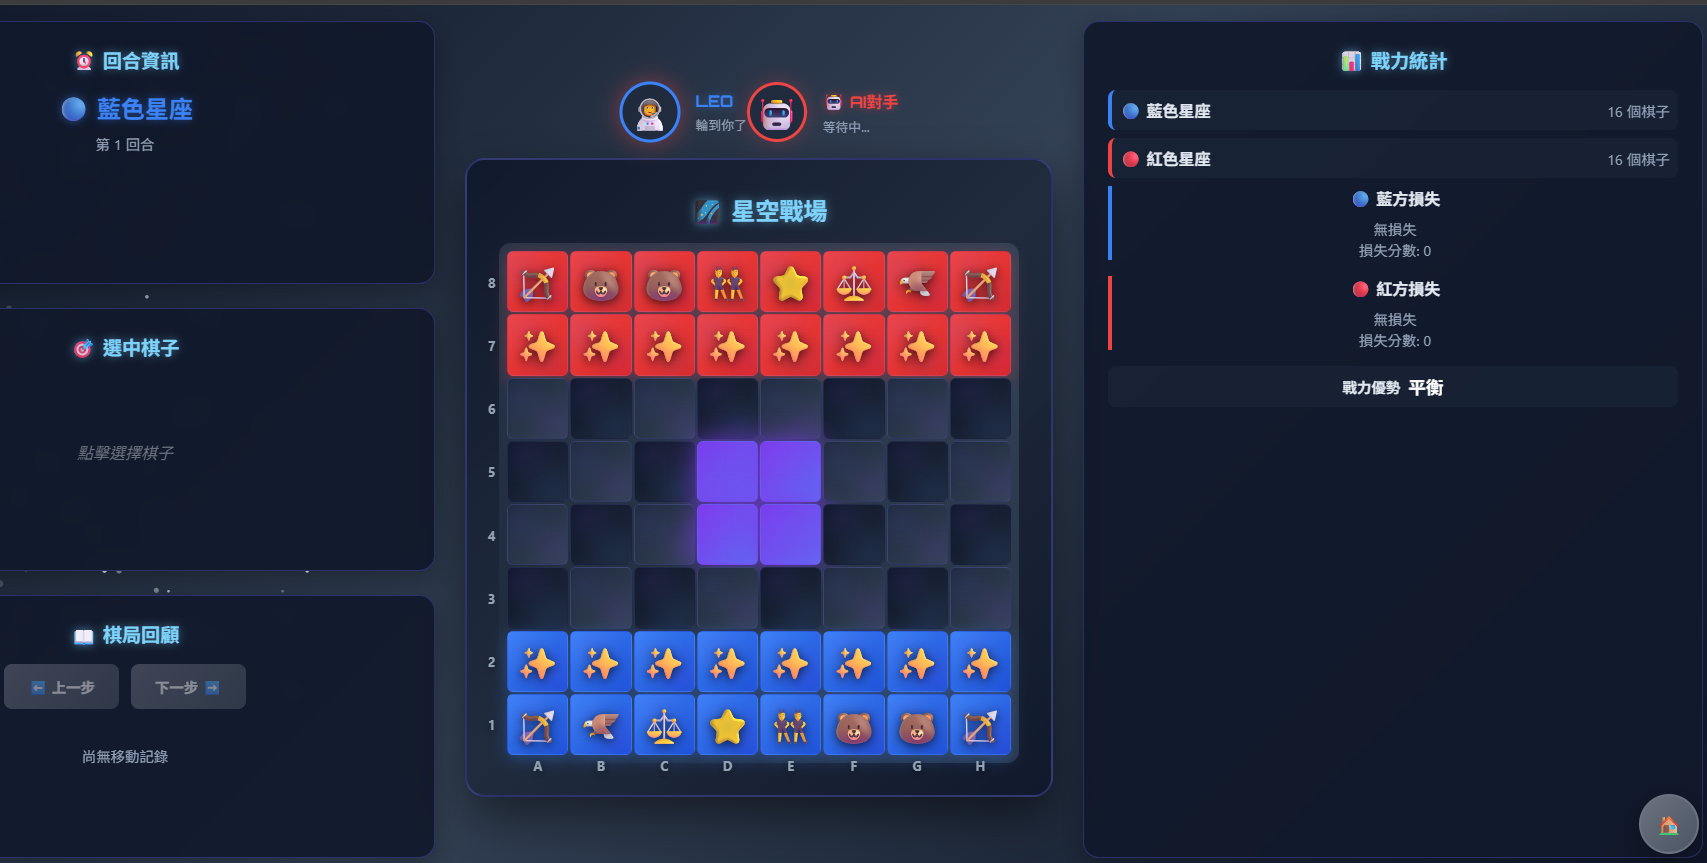 回合資訊
藍色星座
第 1 回合
選中棋子
點擊選擇棋子
棋局回顧
上一步
下一步
尚無移動記錄
LEO
輪到你了
AI對手
等待中...
星空戰場
8
7
6
5
4
3
2
1
A B C D E F G H
戰力統計
藍色星座 16 個棋子
紅色星座 16 個棋子
藍方損失
無損失
損失分數: 0
紅方損失
無損失
損失分數: 0
戰力優勢 平衡